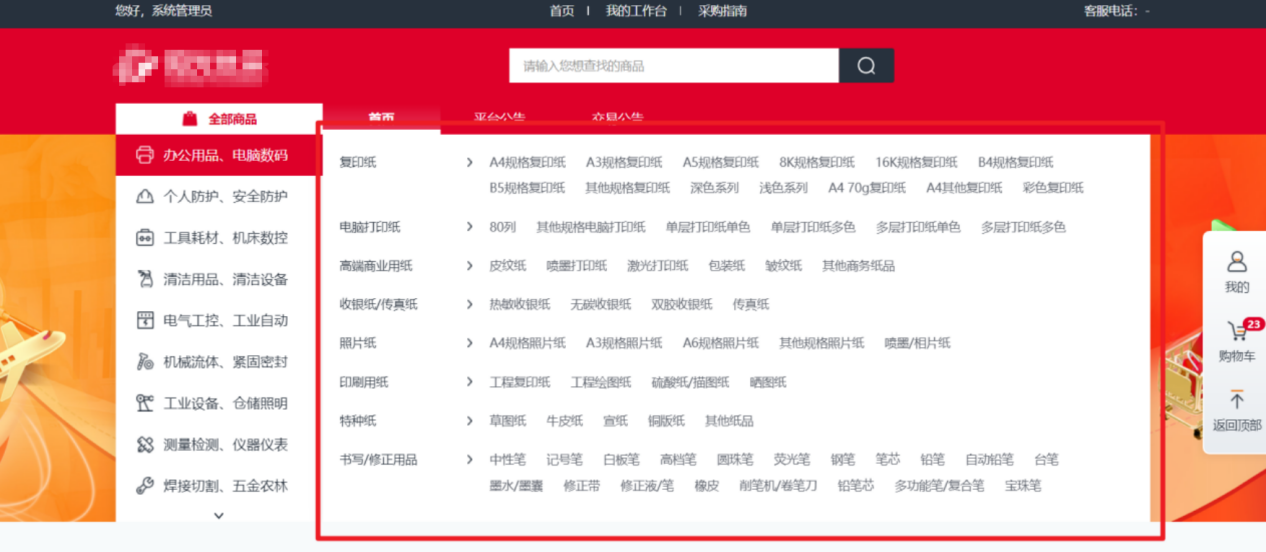 您好，系统管理员 首页 | 我的工作台 | 采购指南 客服电话：-
请输入您想查找的商品
全部商品 首页 平台公告 交易公告
办公用品、电脑数码
个人防护、安全防护
工具耗材、机床数控
清洁用品、清洁设备
电气工控、工业自动
机械流体、紧固密封
工业设备、仓储照明
测量检测、仪器仪表
焊接切割、五金农林
复印纸 > A4规格复印纸 A3规格复印纸 A5规格复印纸 8K规格复印纸 16K规格复印纸 B4规格复印纸
B5规格复印纸 其他规格复印纸 深色系列 浅色系列 A4 70g复印纸 A4其他复印纸 彩色复印纸
电脑打印纸 > 80列 其他规格电脑打印纸 单层打印纸单色 单层打印纸多色 多层打印纸单色 多层打印纸多色
高端商业用纸 > 皮纹纸 喷墨打印纸 激光打印纸 包装纸 皱纹纸 其他商务纸品
收银纸/传真纸 > 热敏收银纸 无碳收银纸 双胶收银纸 传真纸
照片纸 > A4规格照片纸 A3规格照片纸 A6规格照片纸 其他规格照片纸 喷墨/相片纸
印刷用纸 > 工程复印纸 工程绘图纸 硫酸纸/描图纸 晒图纸
特种纸 > 草图纸 牛皮纸 宣纸 铜版纸 其他纸品
书写/修正用品 > 中性笔 记号笔 白板笔 高档笔 圆珠笔 荧光笔 钢笔 笔芯 铅笔 自动铅笔 台笔
墨水/墨囊 修正带 修正液/笔 橡皮 削笔机/卷笔刀 铅笔芯 多功能笔/复合笔 宝珠笔
我的
23
购物车
返回顶部